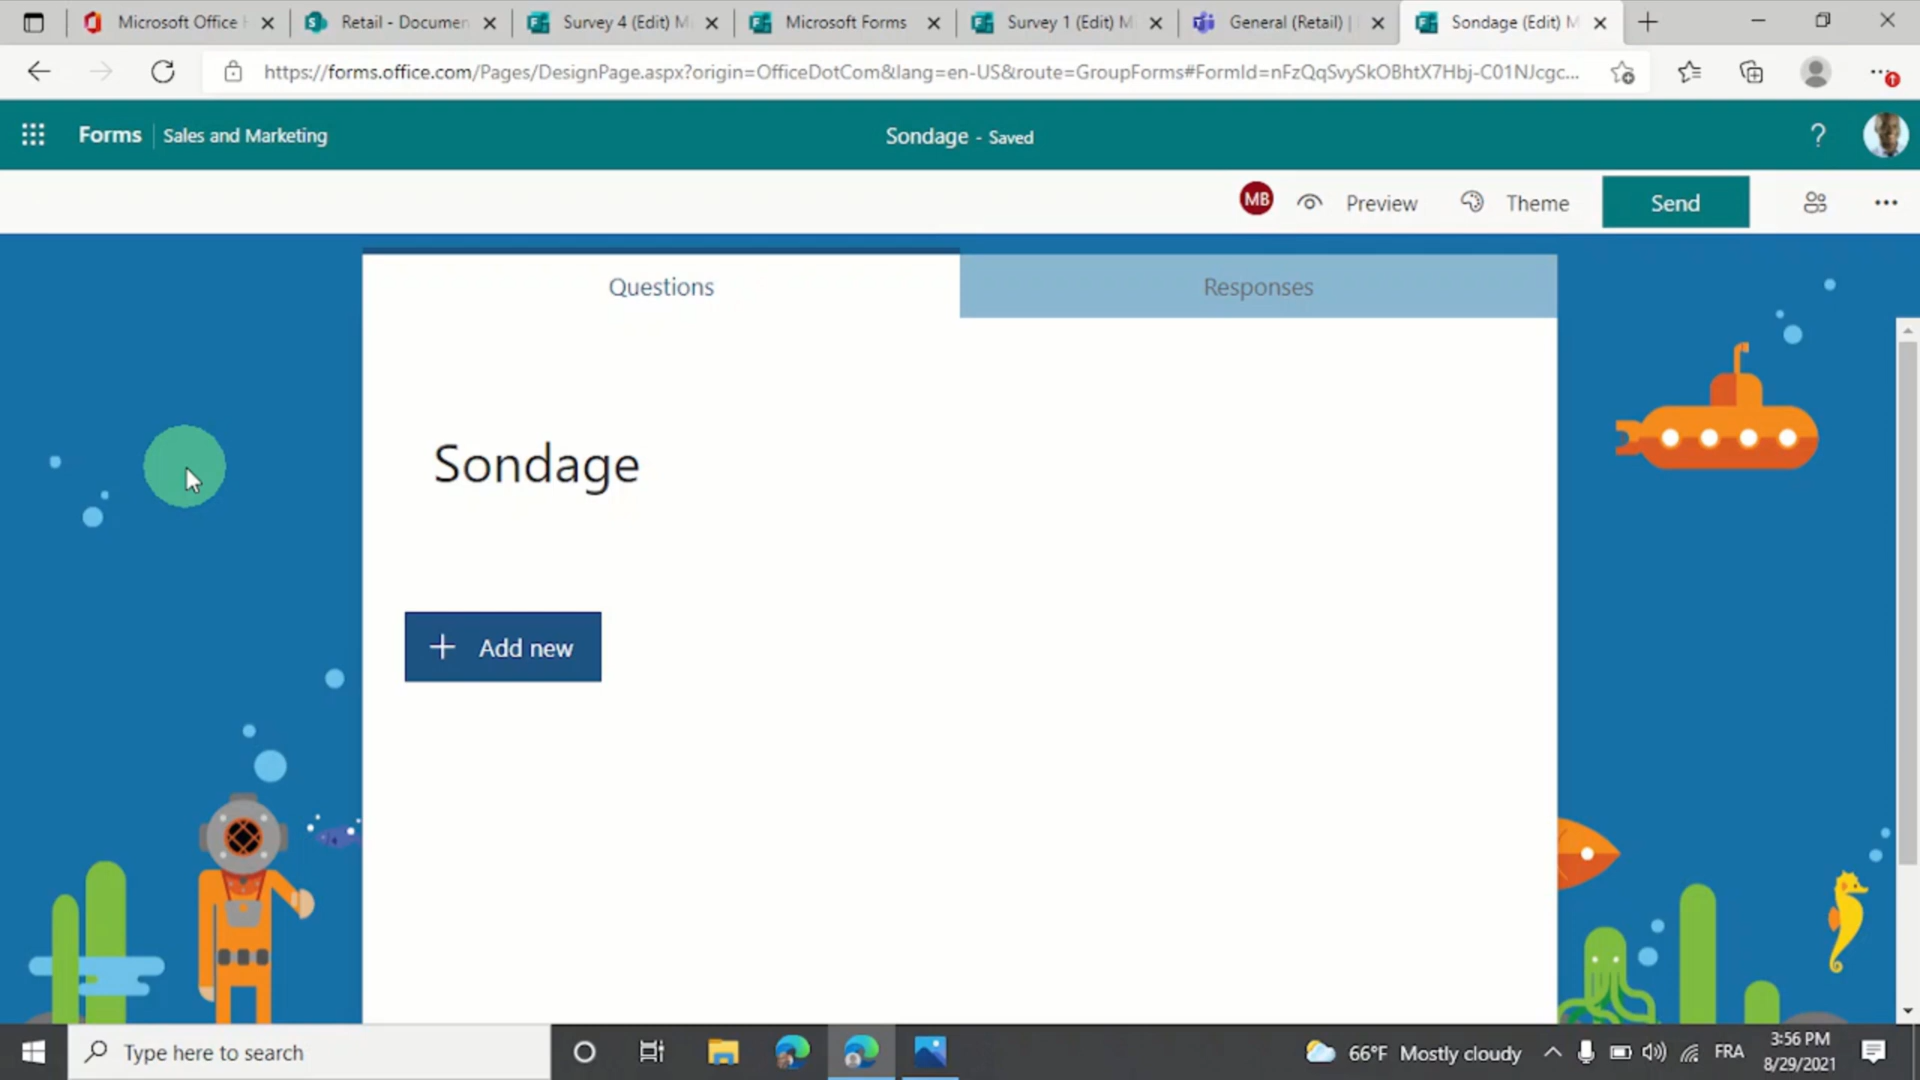 Microsoft Office
Retail - Documen
Survey 4 (Edit) M
Microsoft Forms
Survey 1 (Edit) M
General (Retail) |
Sondage (Edit) M
https://forms.office.com/Pages/DesignPage.aspx?origin=OfficeDotCom&lang=en-US&route=GroupForms#FormId=nFzQqSvySkOBhtX7Hbj-C01NJcgc...
Forms
Sales and Marketing
Sondage - Saved
?
MB
Preview
Theme
Send
Questions
Responses
Sondage
Add new
Type here to search
66°F Mostly cloudy
FRA
3:56 PM
8/29/2021